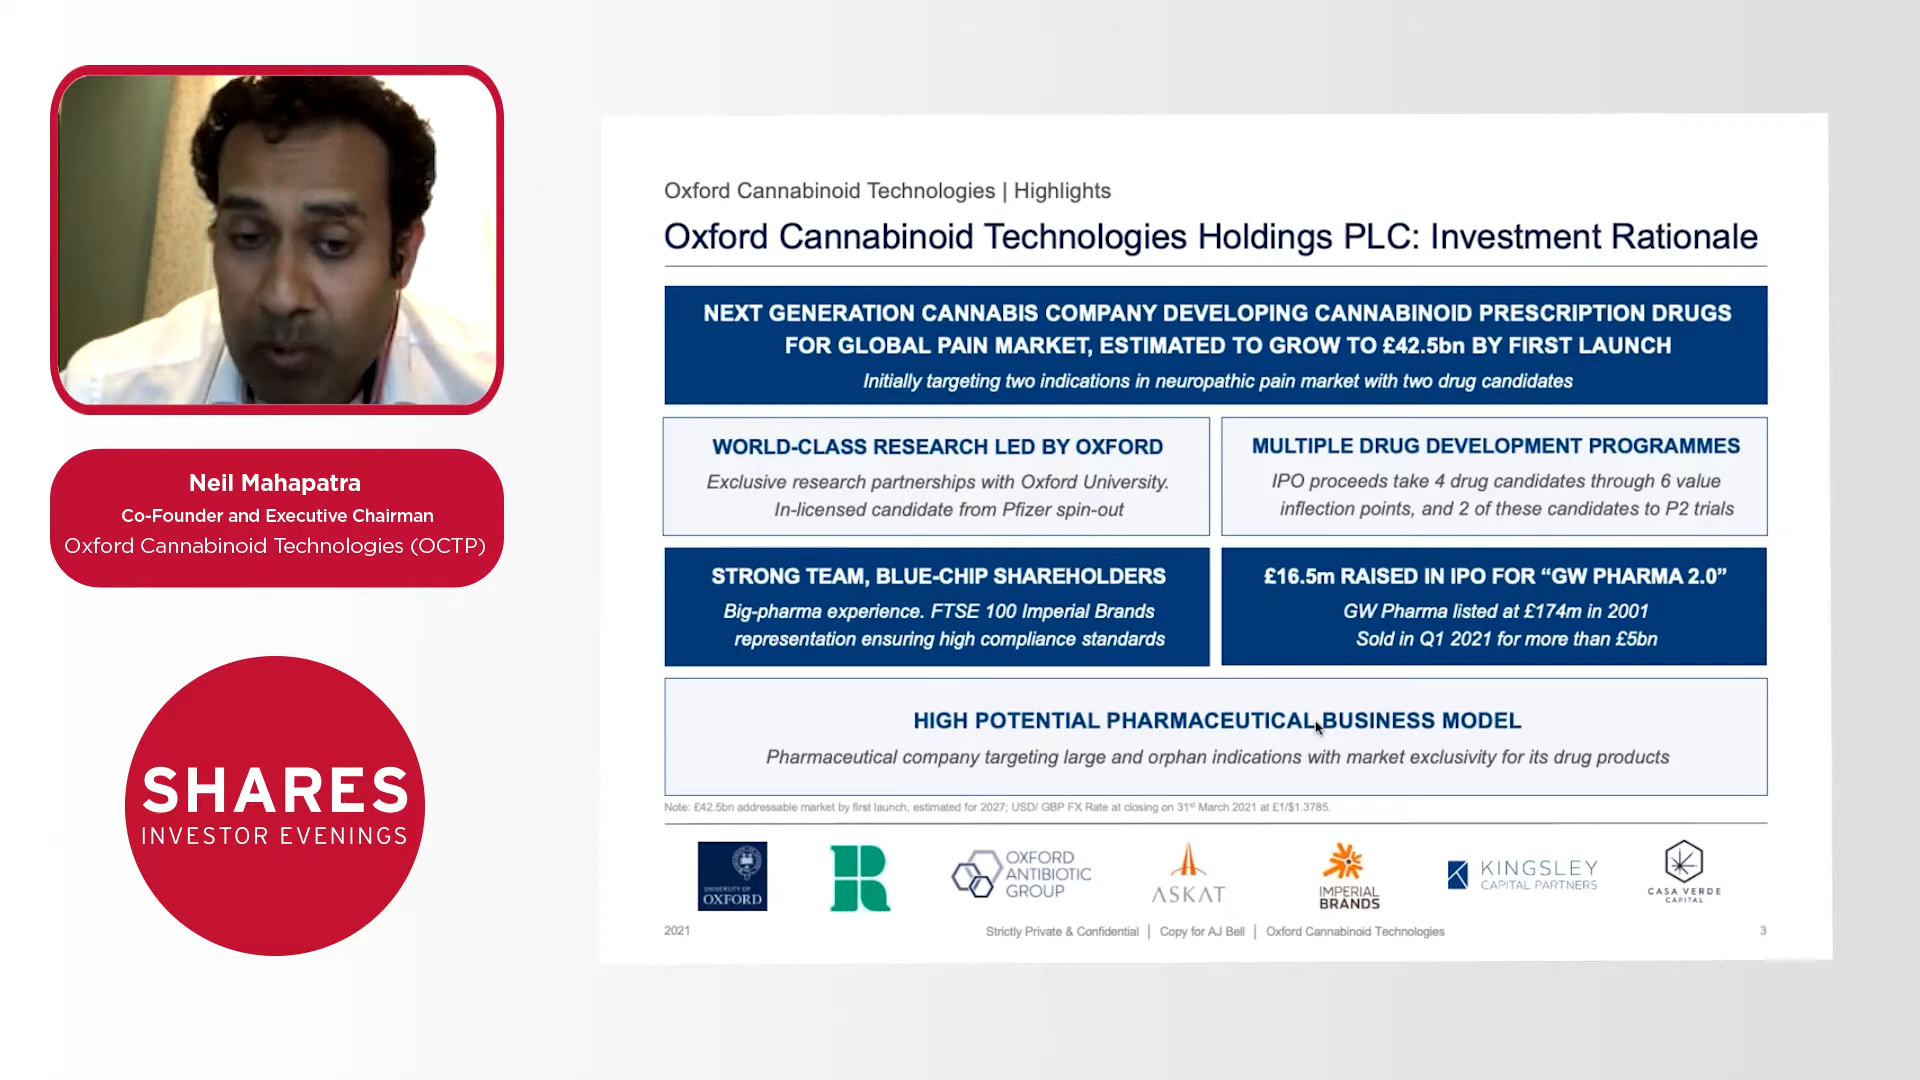 Neil Mahapatra
Co-Founder and Executive Chairman
Oxford Cannabinoid Technologies (OCTP)
SHARES
INVESTOR EVENINGS
Oxford Cannabinoid Technologies | Highlights
Oxford Cannabinoid Technologies Holdings PLC: Investment Rationale
NEXT GENERATION CANNABIS COMPANY DEVELOPING CANNABINOID PRESCRIPTION DRUGS
FOR GLOBAL PAIN MARKET, ESTIMATED TO GROW TO £42.5bn BY FIRST LAUNCH
Initially targeting two indications in neuropathic pain market with two drug candidates
WORLD-CLASS RESEARCH LED BY OXFORD
Exclusive research partnerships with Oxford University.
In-licensed candidate from Pfizer spin-out
MULTIPLE DRUG DEVELOPMENT PROGRAMMES
IPO proceeds take 4 drug candidates through 6 value
inflection points, and 2 of these candidates to P2 trials
STRONG TEAM, BLUE-CHIP SHAREHOLDERS
Big-pharma experience. FTSE 100 Imperial Brands
representation ensuring high compliance standards
£16.5m RAISED IN IPO FOR “GW PHARMA 2.0”
GW Pharma listed at £174m in 2001
Sold in Q1 2021 for more than £5bn
HIGH POTENTIAL PHARMACEUTICAL BUSINESS MODEL
Pharmaceutical company targeting large and orphan indications with market exclusivity for its drug products
Note: £42.5bn addressable market by first launch, estimated for 2027; USD/ GBP FX Rate at closing on 31st March 2021 at £1/$1.3785.
UNIVERSITY OF
OXFORD
R
OXFORD
ANTIBIOTIC
GROUP
ASKAT
IMPERIAL
BRANDS
KINGSLEY
CAPITAL PARTNERS
CASA VERDE
CAPITAL
2021
Strictly Private & Confidential | Copy for AJ Bell | Oxford Cannabinoid Technologies
3